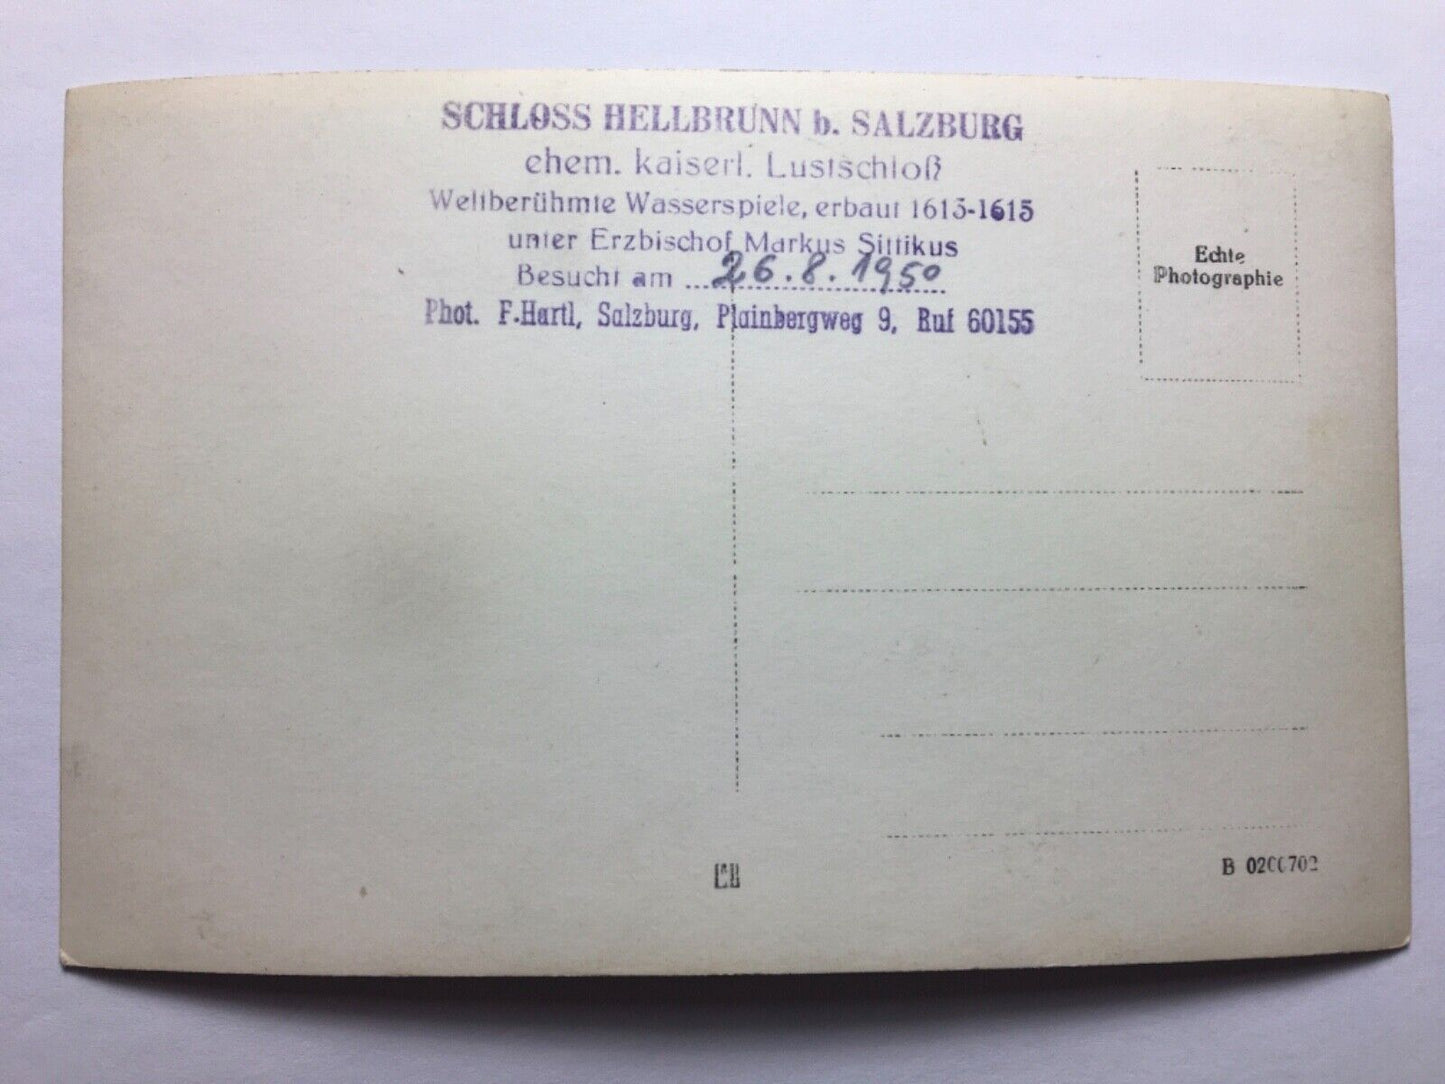 SCHLOSS HELLBRUNN b. SALZBURG
ehem. kaiserl. Lustschloß
Weltberühmte Wasserspiele, erbaut 1613-1615
unter Erzbischof Markus Sittikus
Besucht am 26.8.1950
Phot. F.Hartl, Salzburg, Plainbergweg 9, Ruf 60155
Echte
Photographie
B